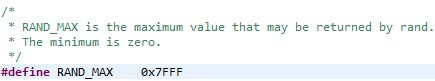 /*
 * RAND_MAX is the maximum value that may be returned by rand.
 * The minimum is zero.
 */
#define RAND_MAX    0x7FFF